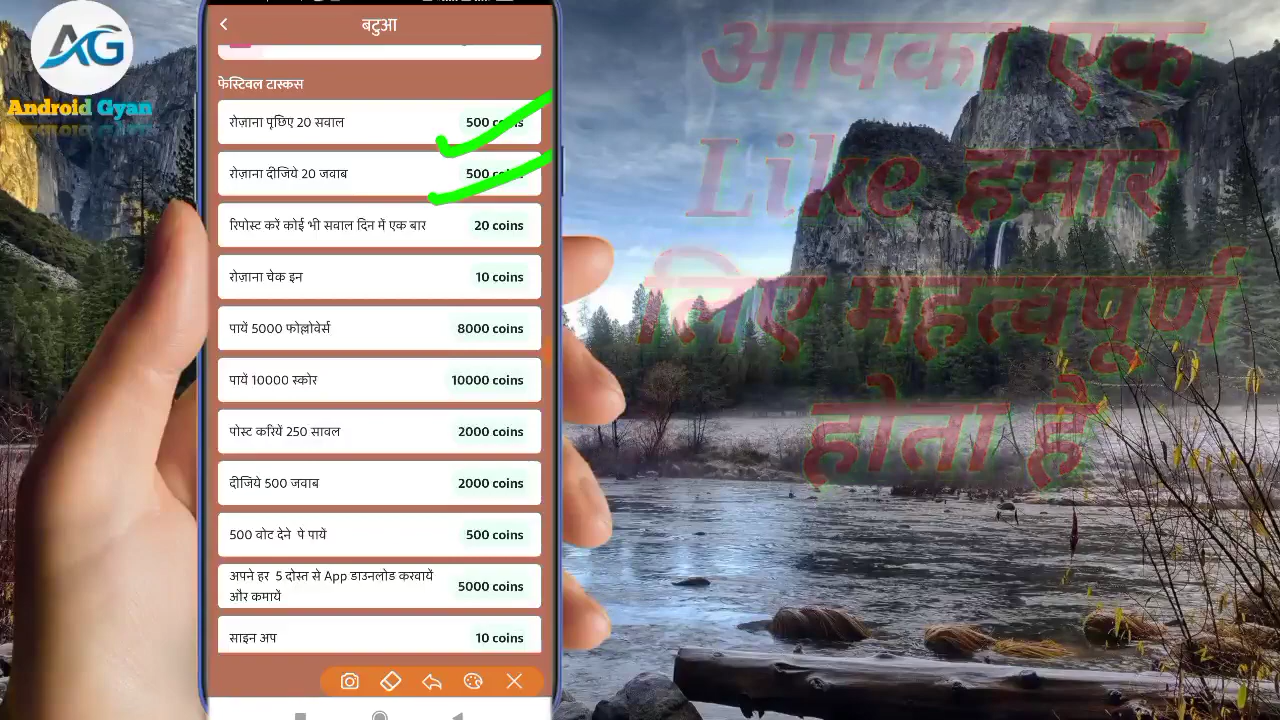 AG
Android Gyan
बटुआ
फेस्टिवल टास्कस
रोज़ाना पूछिए 20 सवाल
500 coins
रोज़ाना दीजिये 20 जवाब
500 coins
रिपोस्ट करें कोई भी सवाल दिन में एक बार
20 coins
रोज़ाना चेक इन
10 coins
पायें 5000 फोल्लोवेर्स
8000 coins
पायें 10000 स्कोर
10000 coins
पोस्ट करियें 250 सावल
2000 coins
दीजिये 500 जवाब
2000 coins
500 वोट देने पे पायें
500 coins
अपने हर 5 दोस्त से App डाउनलोड करवायें
और कमायें
5000 coins
साइन अप
10 coins
आपका एक
Like हमारे
लिए महत्वपूर्ण
होता है